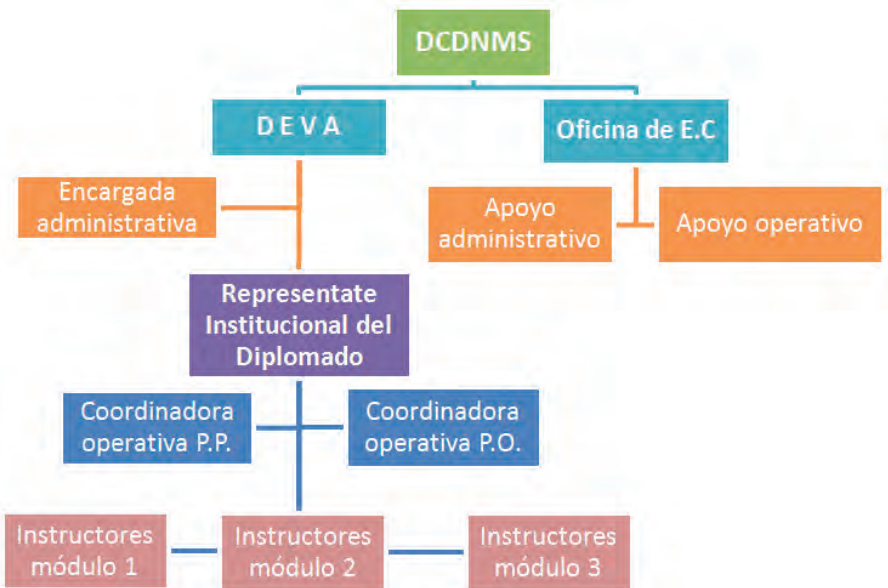 DCDNMS
D E V A
Oficina de E.C
Encargada
administrativa
Apoyo
administrativo
Apoyo operativo
Representate
Institucional del
Diplomado
Coordinadora
operativa P.P.
Coordinadora
operativa P.O.
Instructores
módulo 1
Instructores
módulo 2
Instructores
módulo 3